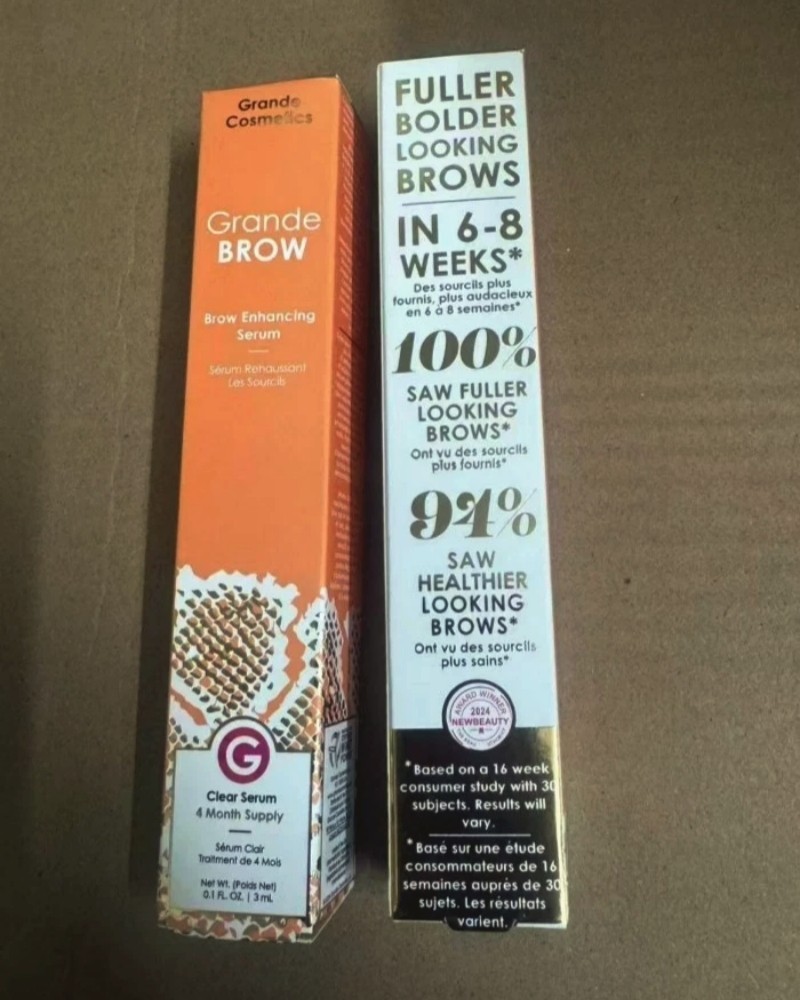 Grande
Cosmetics
Grande
BROW
Brow Enhancing
Serum
Sérum Rehaussant
Les Sourcils
G
Clear Serum
4 Month Supply
Sérum Clair
Traitment de 4 Mois
Net Wt. (Poids Net)
0.1 FL. OZ. | 3 mL
FULLER
BOLDER
LOOKING
BROWS
IN 6-8
WEEKS*
Des sourcils plus
fournis, plus audacieux
en 6 à 8 semaines*
100%
SAW FULLER
LOOKING
BROWS*
Ont vu des sourcils
plus fournis*
94%
SAW
HEALTHIER
LOOKING
BROWS*
Ont vu des sourcils
plus sains*
AWARD WINNER
2024
NEWBEAUTY
*Based on a 16 week
consumer study with 30
subjects. Results will
vary.
*Basé sur une étude
consommateurs de 16
semaines auprès de 30
sujets. Les résultats
varient.